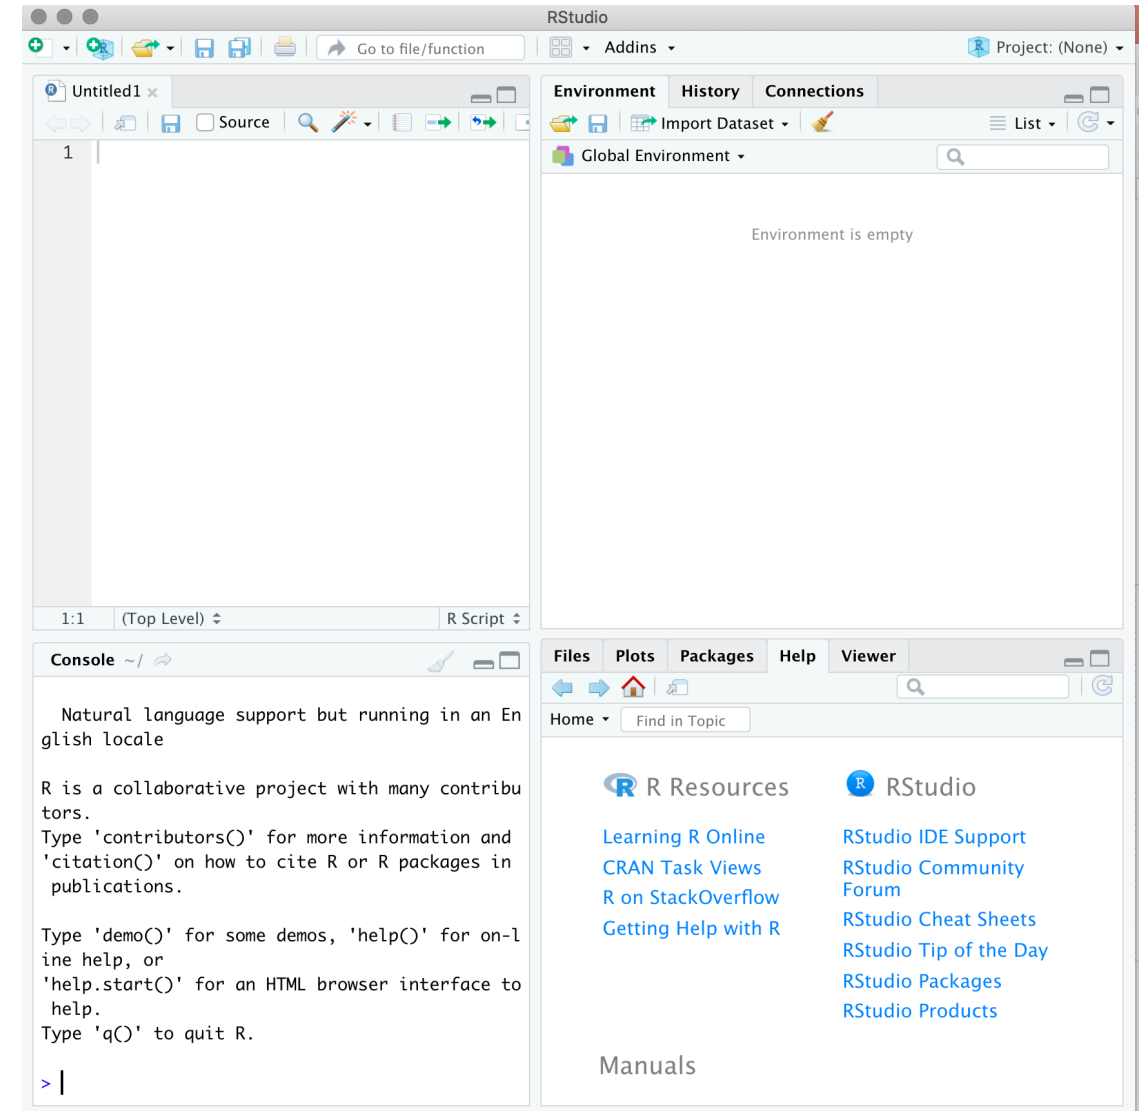 RStudio
Go to file/function
Addins
Project: (None)
Untitled1
Source
1
1:1
(Top Level)
R Script
Environment
History
Connections
Import Dataset
List
Global Environment
Environment is empty
Console ~/
  Natural language support but running in an En
glish locale
R is a collaborative project with many contribu
tors.
Type 'contributors()' for more information and
'citation()' on how to cite R or R packages in
 publications.
Type 'demo()' for some demos, 'help()' for on-l
ine help, or
'help.start()' for an HTML browser interface to
 help.
Type 'q()' to quit R.
>
Files
Plots
Packages
Help
Viewer
Home
Find in Topic
R Resources
Learning R Online
CRAN Task Views
R on StackOverflow
Getting Help with R
R RStudio
RStudio IDE Support
RStudio Community
Forum
RStudio Cheat Sheets
RStudio Tip of the Day
RStudio Packages
RStudio Products
Manuals